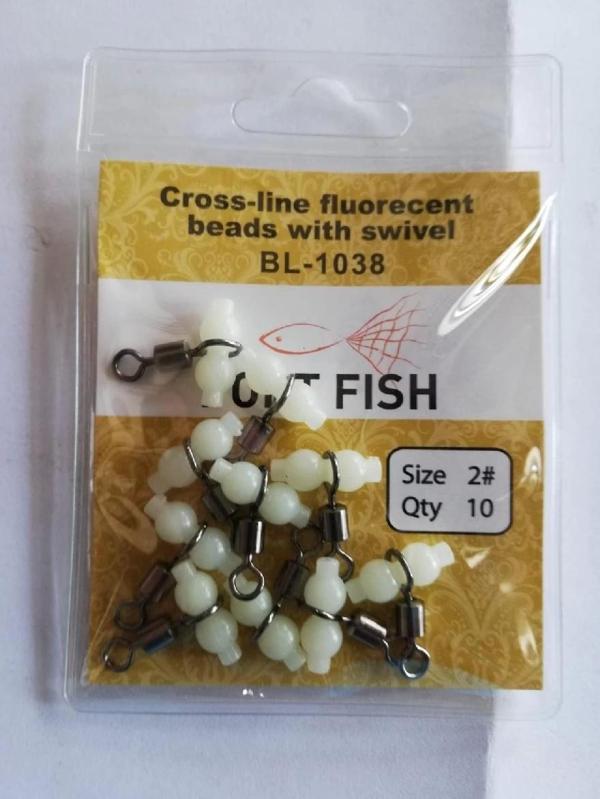 Cross-line fluorecent
beads with swivel
BL-1038
FISH
Size 2#
Qty 10